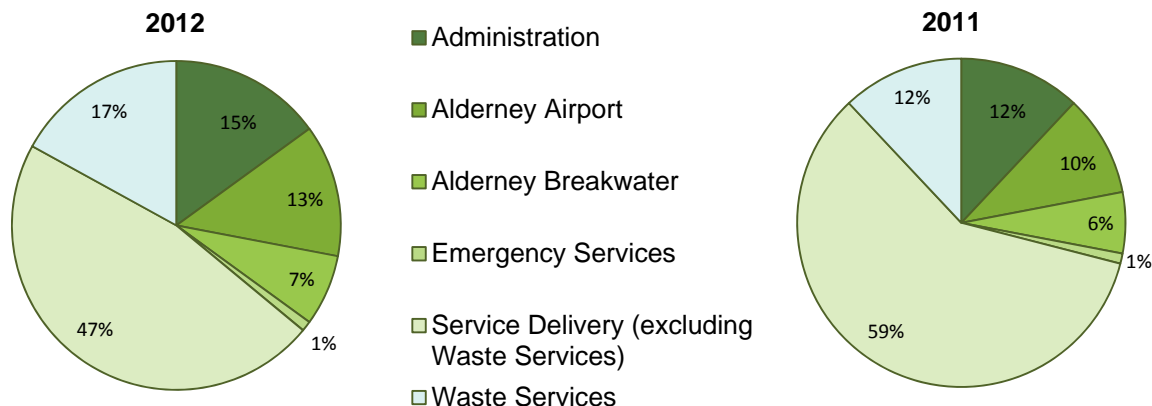 2012
17%
15%
13%
7%
1%
47%
Administration
Alderney Airport
Alderney Breakwater
Emergency Services
Service Delivery (excluding
Waste Services)
Waste Services
2011
12%
12%
10%
6%
1%
59%